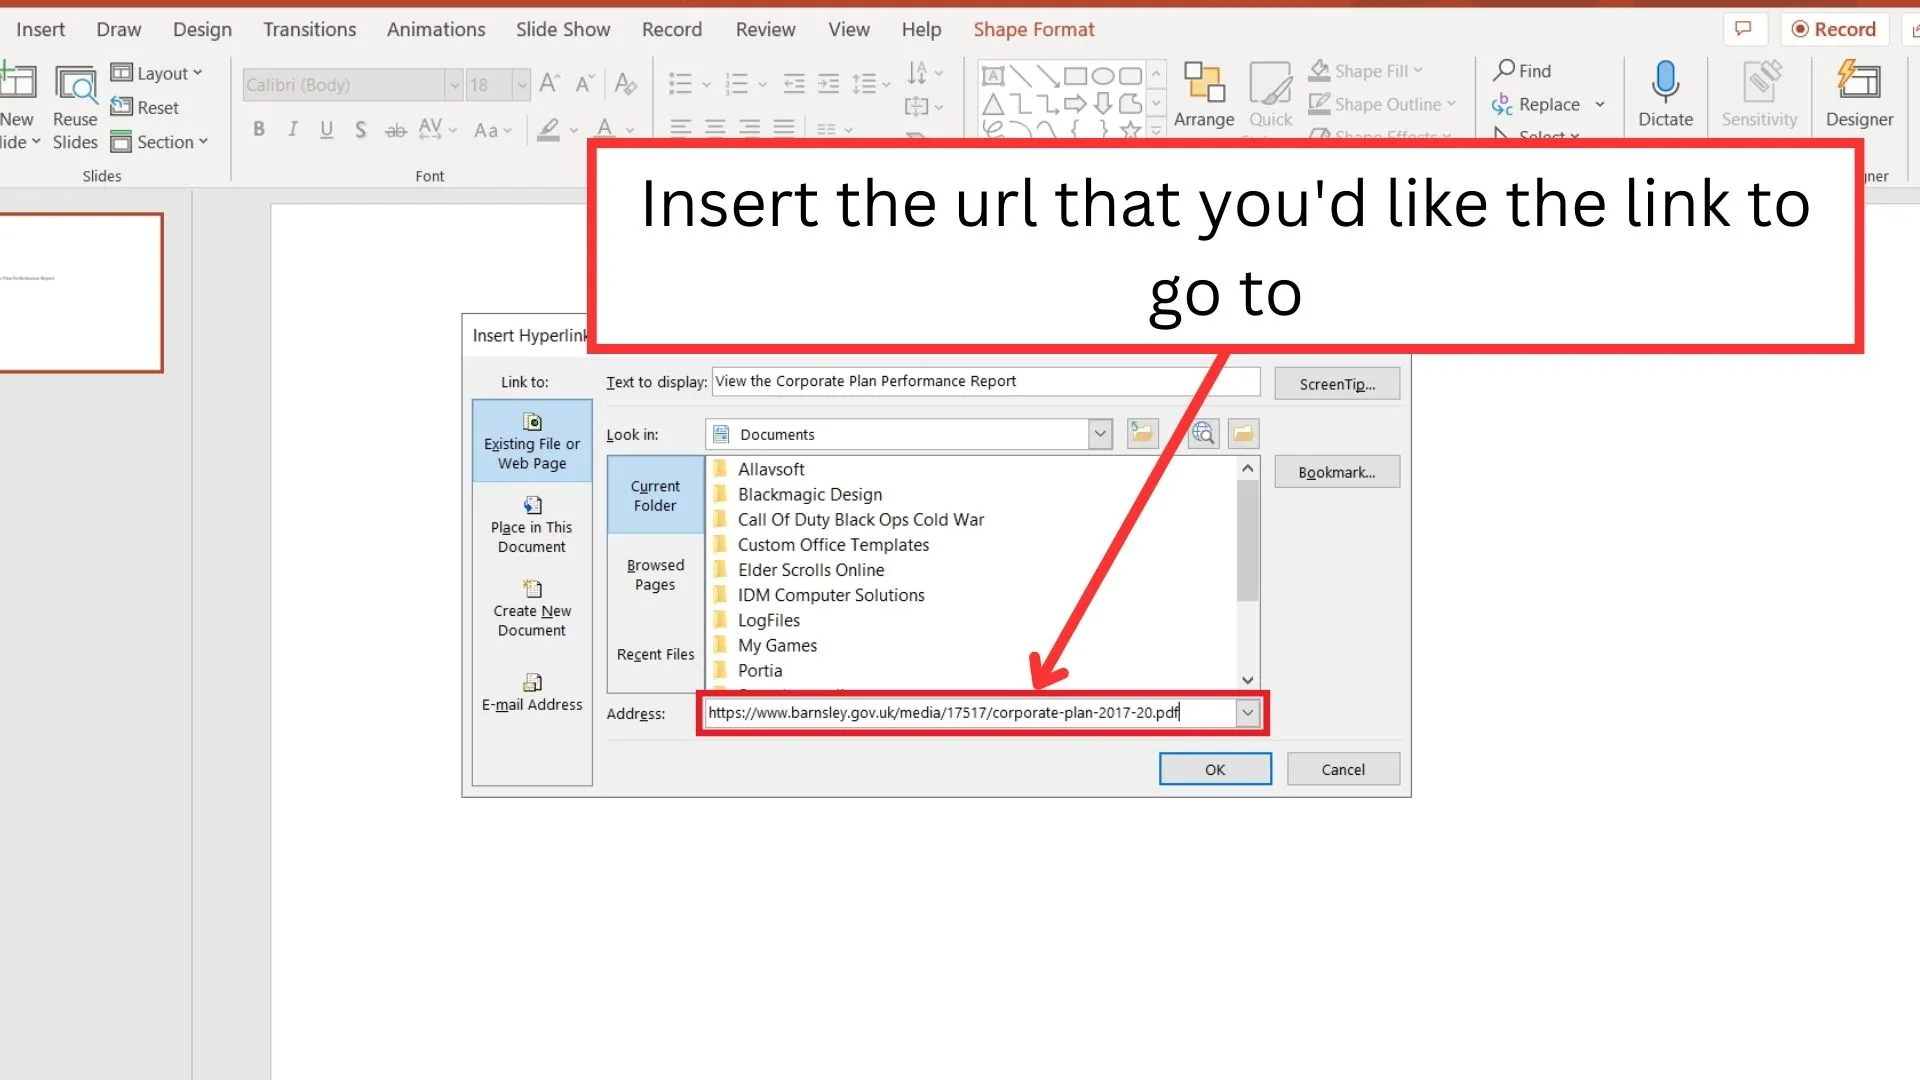 Insert Draw Design Transitions Animations Slide Show Record Review View Help Shape Format Record
Layout
Reset
Section
New
lide
Reuse
Slides
Slides
Calibri (Body) 18
B I U S ab AV Aa A
Font
Arrange
Quick
Shape Fill
Shape Outline
Shape Effects
Find
Replace
Select
Dictate
Sensitivity
Designer
gner
Insert the url that you'd like the link to
go to
Plan Performance Report
Insert Hyperlink
Link to:
Text to display: View the Corporate Plan Performance Report
ScreenTip...
Existing File or
Web Page
Look in: Documents
Current
Folder
Allavsoft
Blackmagic Design
Call Of Duty Black Ops Cold War
Custom Office Templates
Elder Scrolls Online
IDM Computer Solutions
LogFiles
My Games
Portia
Bookmark...
Place in This
Document
Browsed
Pages
Create New
Document
Recent Files
E-mail Address
Address: https://www.barnsley.gov.uk/media/17517/corporate-plan-2017-20.pdf
OK
Cancel